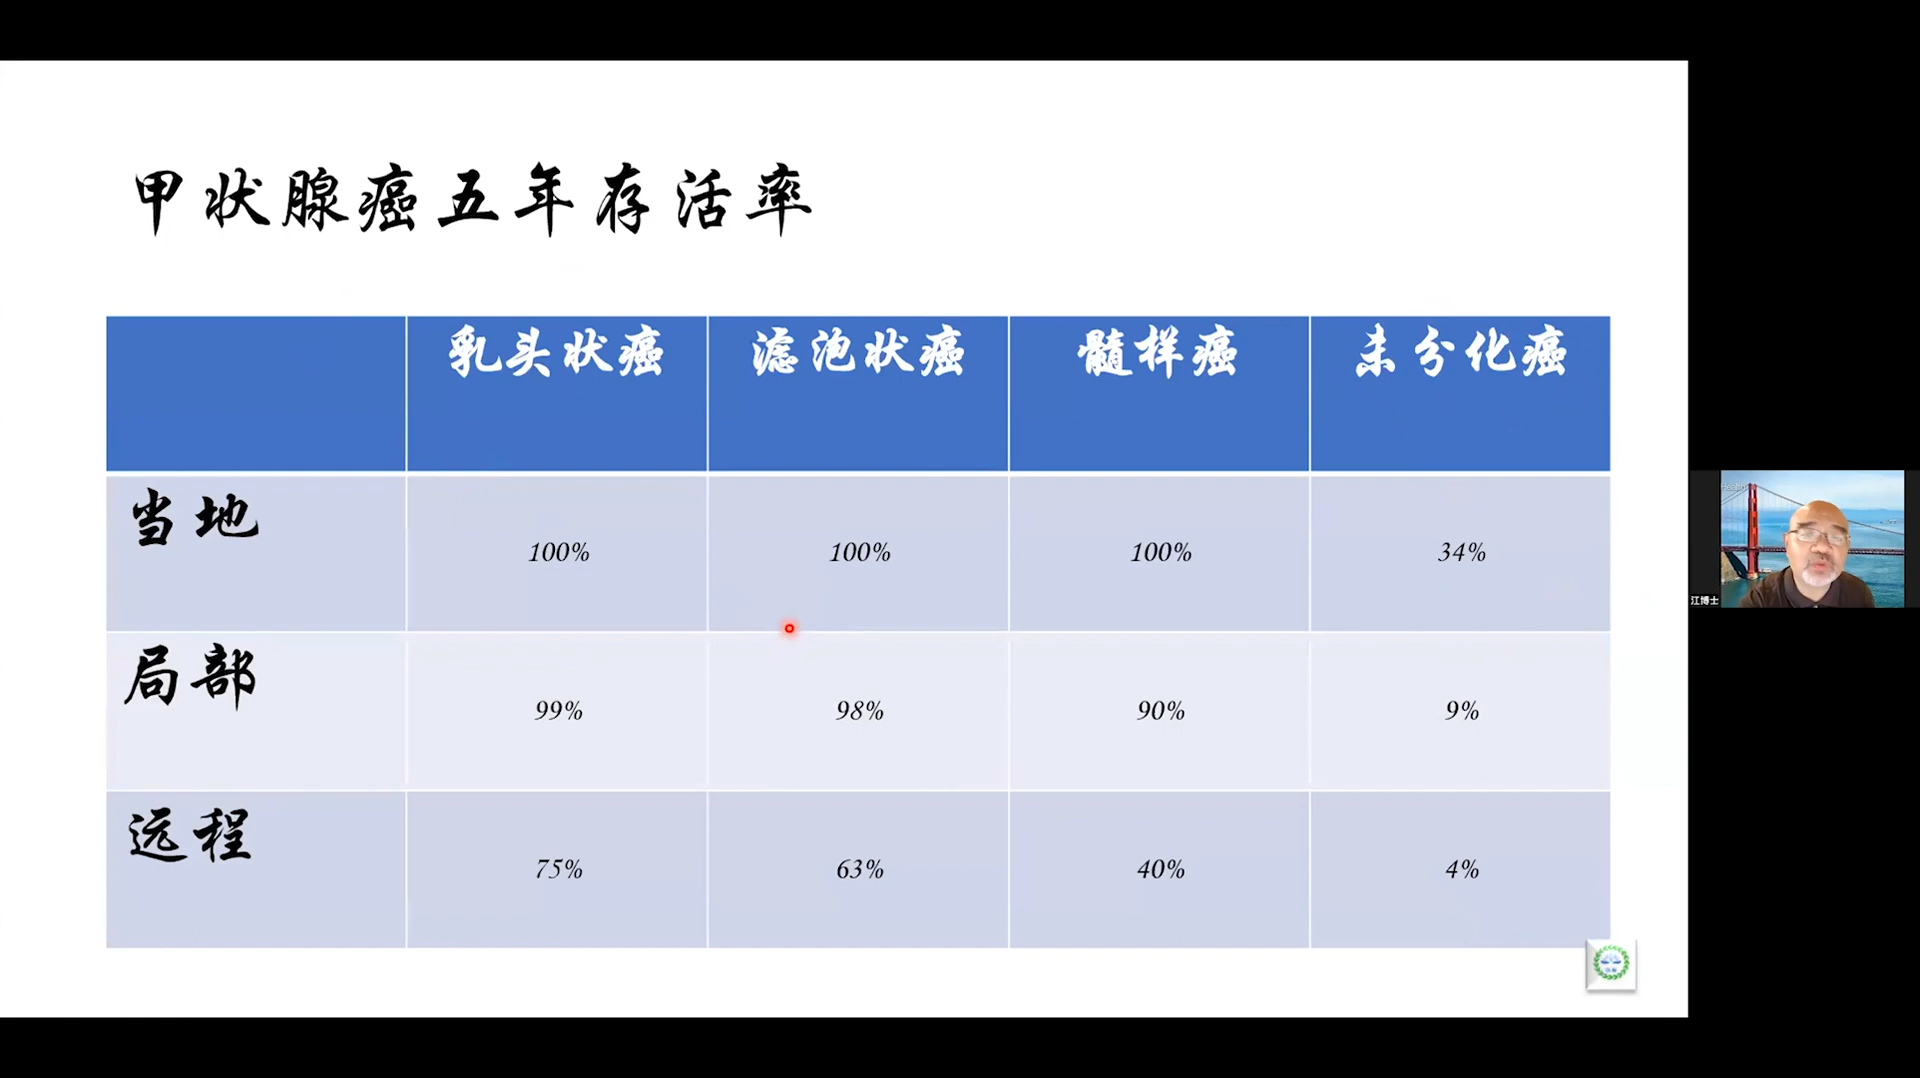 甲状腺癌五年存活率
乳头状癌 滤泡状癌 髓样癌 未分化癌
当地 100% 100% 100% 34%
局部 99% 98% 90% 9%
远程 75% 63% 40% 4%
江博士